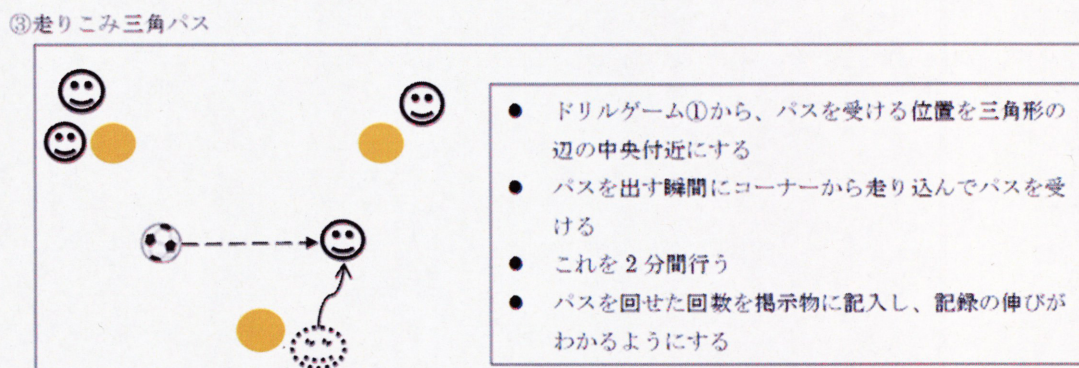 ③走りこみ三角パス
● ドリルゲーム①から、パスを受ける位置を三角形の
辺の中央付近にする
● パスを出す瞬間にコーナーから走り込んでパスを受
ける
● これを2分間行う
● パスを回せた回数を掲示物に記入し、記録の伸びが
わかるようにする